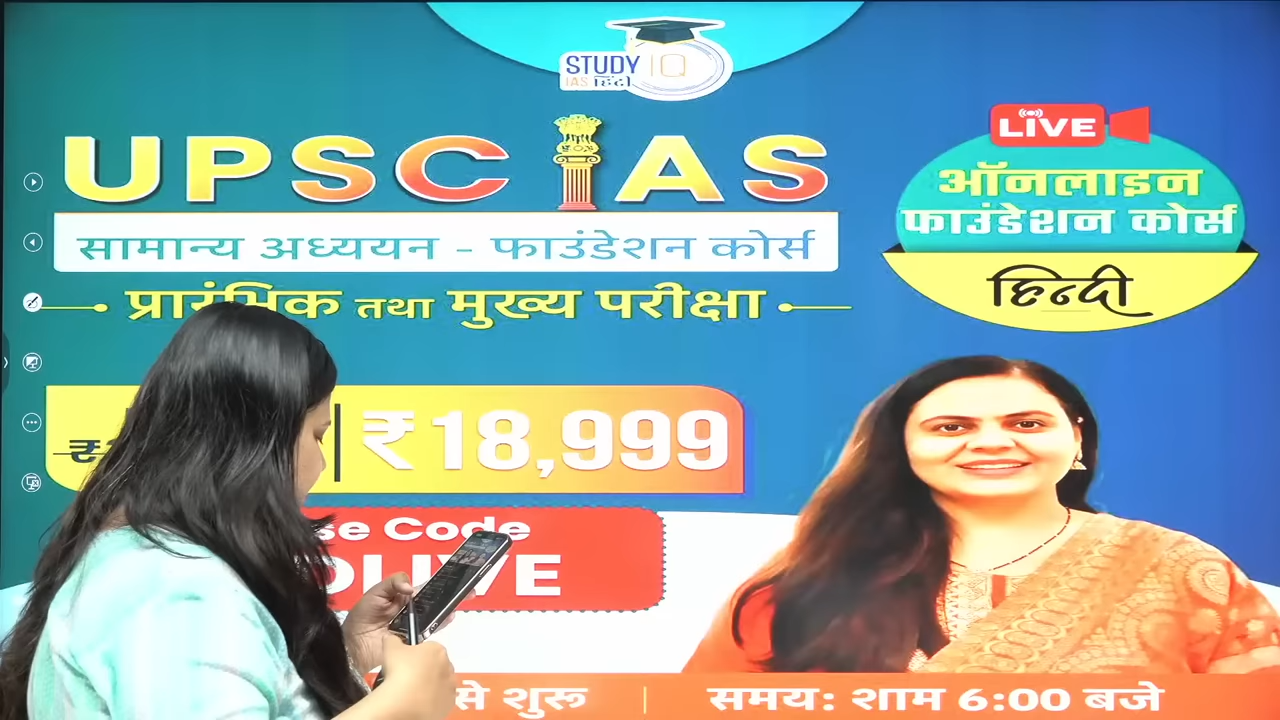 STUDY IQ
IAS हिंदी
UPSC IAS
सामान्य अध्ययन - फाउंडेशन कोर्स
प्रारंभिक तथा मुख्य परीक्षा
LIVE
ऑनलाइन
फाउंडेशन कोर्स
हिन्दी
₹18,999
Code
से शुरू | समय: शाम 6:00 बजे